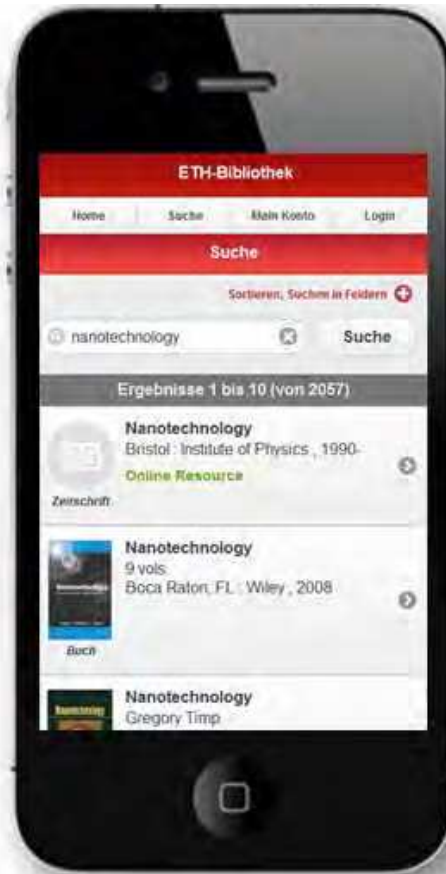 ETH-Bibliothek
Home Suche Mein Konto Login
Suche
Sortieren, Suchen in Feldern
nanotechnology Suche
Ergebnisse 1 bis 10 (von 2057)
Nanotechnology
Bristol : Institute of Physics , 1990-
Online Resource
Zeitschrift
Nanotechnology
9 vols
Boca Raton, FL : Wiley , 2008
Buch
Nanotechnology
Gregory Timp
Nanotechnology